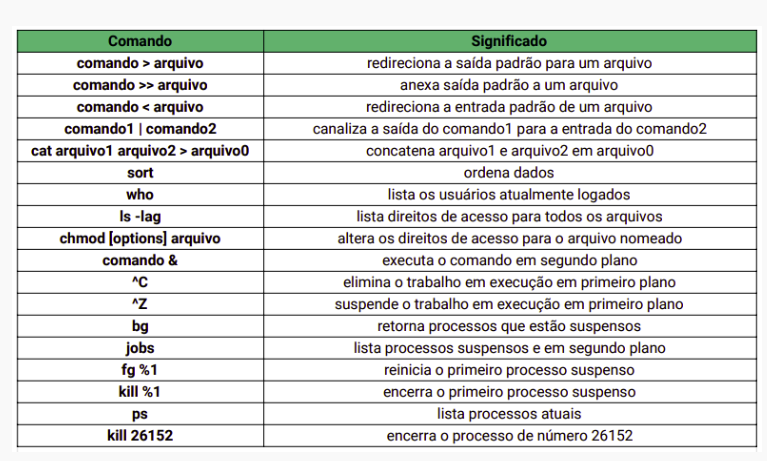 Comando Significado
comando > arquivo redireciona a saída padrão para um arquivo
comando >> arquivo anexa saída padrão a um arquivo
comando < arquivo redireciona a entrada padrão de um arquivo
comando1 | comando2 canaliza a saída do comando1 para a entrada do comando2
cat arquivo1 arquivo2 > arquivo0 concatena arquivo1 e arquivo2 em arquivo0
sort ordena dados
who lista os usuários atualmente logados
ls -lag lista direitos de acesso para todos os arquivos
chmod [options] arquivo altera os direitos de acesso para o arquivo nomeado
comando & executa o comando em segundo plano
^C elimina o trabalho em execução em primeiro plano
^Z suspende o trabalho em execução em primeiro plano
bg retorna processos que estão suspensos
jobs lista processos suspensos e em segundo plano
fg %1 reinicia o primeiro processo suspenso
kill %1 encerra o primeiro processo suspenso
ps lista processos atuais
kill 26152 encerra o processo de número 26152